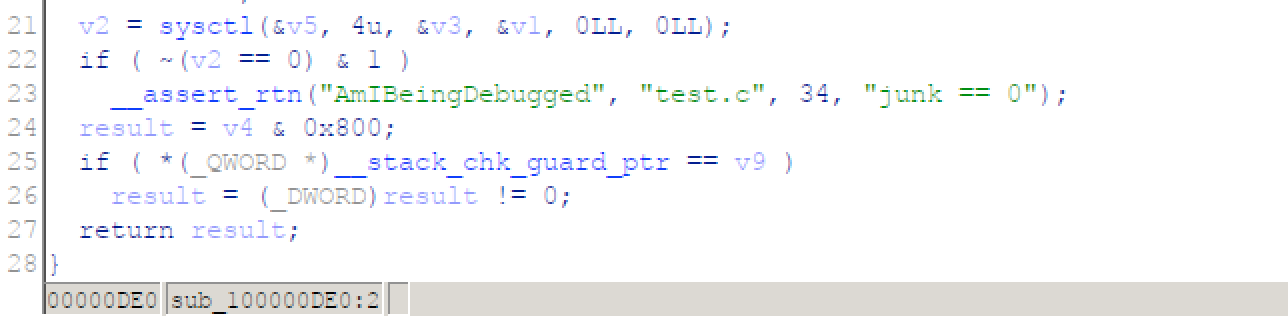 21 v2 = sysctl(&v5, 4u, &v3, &v1, 0LL, 0LL);
22 if ( ~(v2 == 0) & 1 )
23 __assert_rtn("AmIBeingDebugged", "test.c", 34, "junk == 0");
24 result = v4 & 0x800;
25 if ( *(_QWORD *)__stack_chk_guard_ptr == v9 )
26 result = (_DWORD)result != 0;
27 return result;
28 }
00000DE0 sub_100000DE0:2